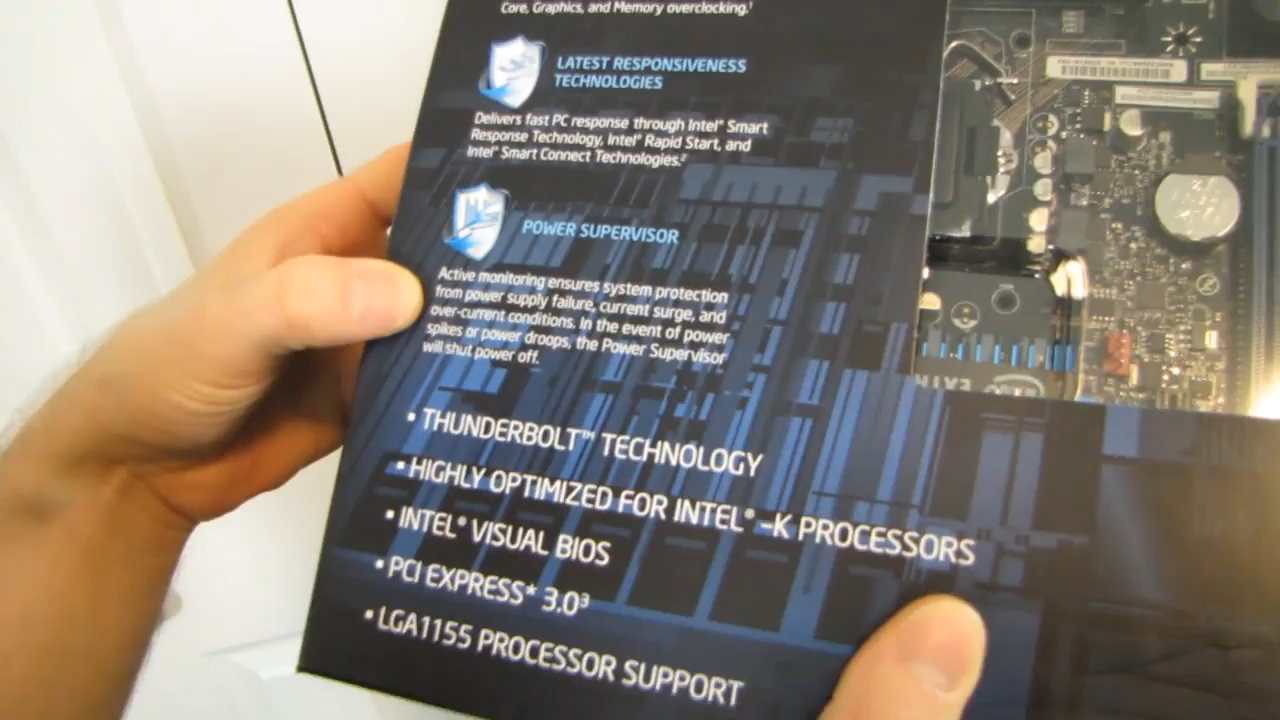 Core, Graphics, and Memory overclocking.¹
LATEST RESPONSIVENESS
TECHNOLOGIES
Delivers fast PC response through Intel® Smart
Response Technology, Intel® Rapid Start, and
Intel® Smart Connect Technologies.²
POWER SUPERVISOR
Active monitoring ensures system protection
from power supply failure, current surge, and
over-current conditions. In the event of power
spikes or power droops, the Power Supervisor
will shut power off.
• THUNDERBOLT™ TECHNOLOGY
• HIGHLY OPTIMIZED FOR INTEL® -K PROCESSORS
• INTEL® VISUAL BIOS
• PCI EXPRESS* 3.0³
• LGA1155 PROCESSOR SUPPORT